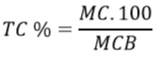 TC % = MC. 100 / MCB